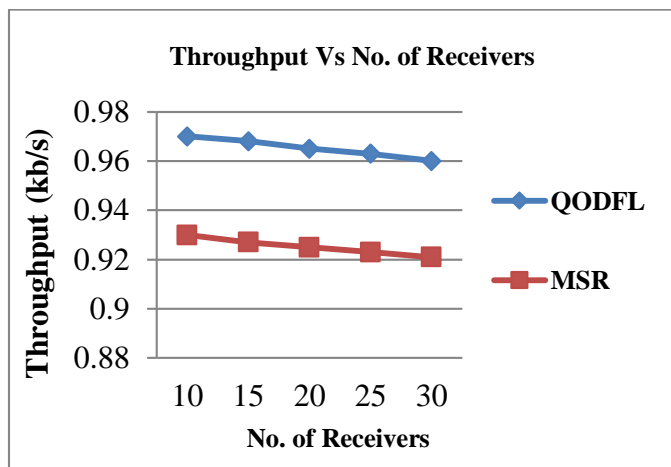 Throughput Vs No. of Receivers
Throughput (kb/s)
0.98
0.96
0.94
0.92
0.9
0.88
10 15 20 25 30
No. of Receivers
QODFL
MSR